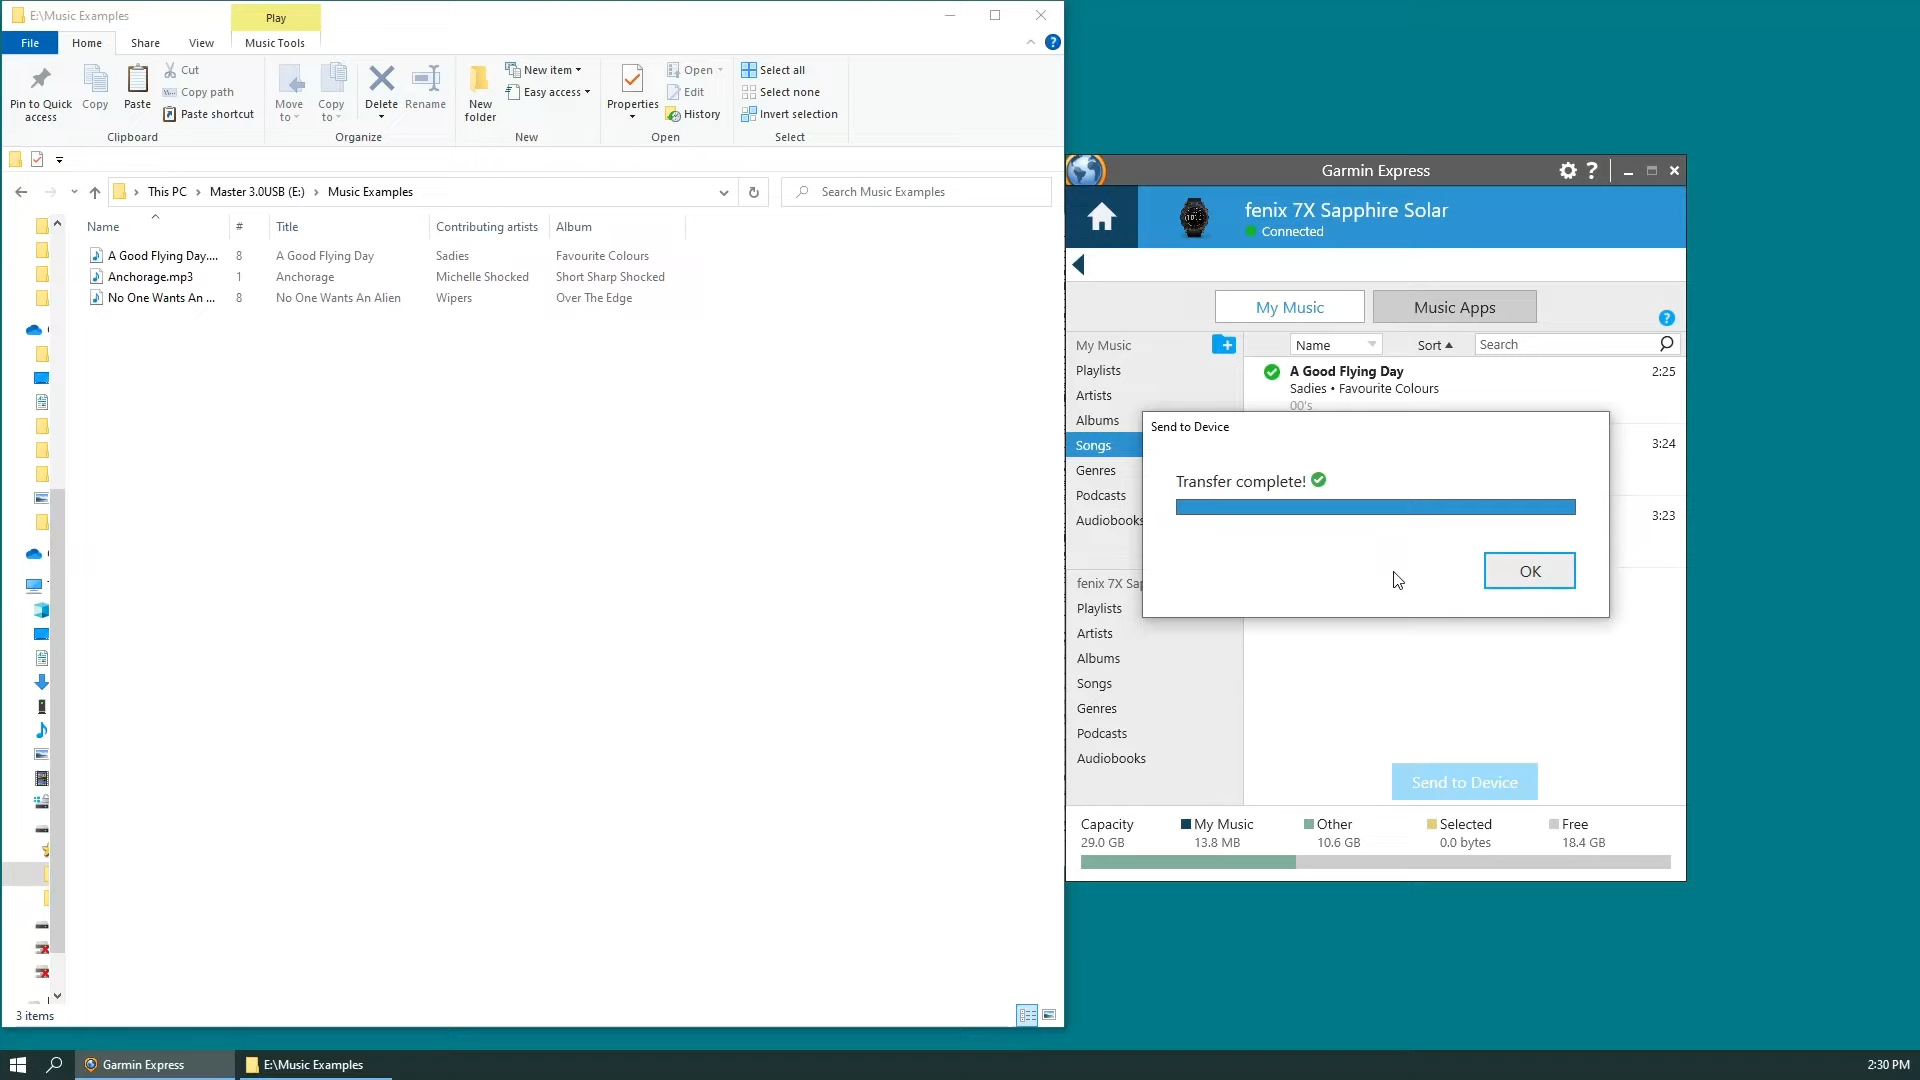 E:\Music Examples
Play
File
Home
Share
View
Music Tools
Pin to Quick access
Copy
Paste
Cut
Copy path
Paste shortcut
Clipboard
Move to
Copy to
Delete
Rename
Organize
New folder
New item
Easy access
New
Properties
Open
Edit
History
Open
Select all
Select none
Invert selection
Select
This PC > Master 3.0USB (E:) > Music Examples
Search Music Examples
Name # Title Contributing artists Album
A Good Flying Day.... 8 A Good Flying Day Sadies Favourite Colours
Anchorage.mp3 1 Anchorage Michelle Shocked Short Sharp Shocked
No One Wants An ... 8 No One Wants An Alien Wipers Over The Edge
3 items
Garmin Express
fenix 7X Sapphire Solar
Connected
My Music
Music Apps
My Music
Playlists
Artists
Albums
Songs
Genres
Podcasts
Audiobooks
Name
Sort
Search
A Good Flying Day 2:25
Sadies • Favourite Colours
00's
3:24
3:23
Send to Device
Transfer complete!
OK
fenix 7X Sap
Playlists
Artists
Albums
Songs
Genres
Podcasts
Audiobooks
Send to Device
Capacity My Music Other Selected Free
29.0 GB 13.8 MB 10.6 GB 0.0 bytes 18.4 GB
Garmin Express
E:\Music Examples
2:30 PM